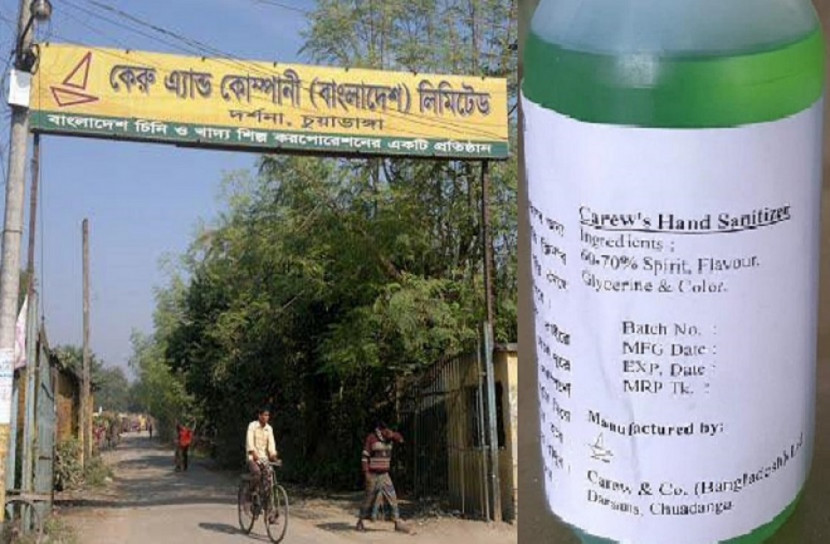 কেরু এ্যান্ড কোম্পানী (বাংলাদেশ) লিমিটেড
দর্শনা, চুয়াডাঙ্গা
বাংলাদেশ চিনি ও খাদ্য শিল্প করপোরেশনের একটি প্রতিষ্ঠান
Carew's Hand Sanitizer
Ingredients :
60-70% Spirit, Flavour,
Glycerine & Color.
Batch No. :
MFG Date :
EXP. Date :
MRP Tk. :
Manufactured by:
Carew & Co. (Bangladesh) Ltd
Darsana, Chuadanga